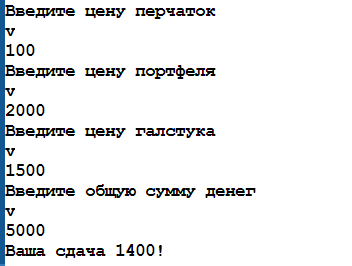 Введите цену перчаток
v
100
Введите цену портфеля
v
2000
Введите цену галстука
v
1500
Введите общую сумму денег
v
5000
Ваша сдача 1400!